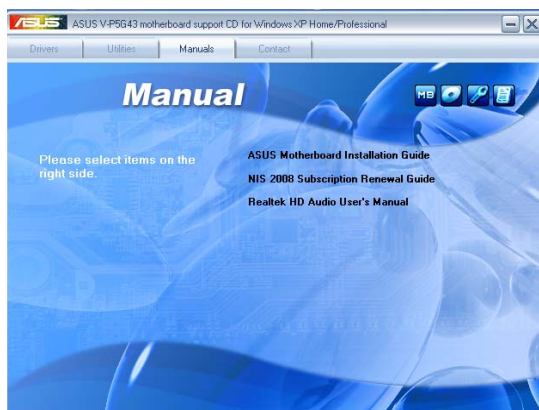 ASUS ASUS V-P5G43 motherboard support CD for Windows XP Home/Professional
Drivers Utilities Manuals Contact
Manual
MB
Please select items on the
right side.
ASUS Motherboard Installation Guide
NIS 2008 Subscription Renewal Guide
Realtek HD Audio User's Manual